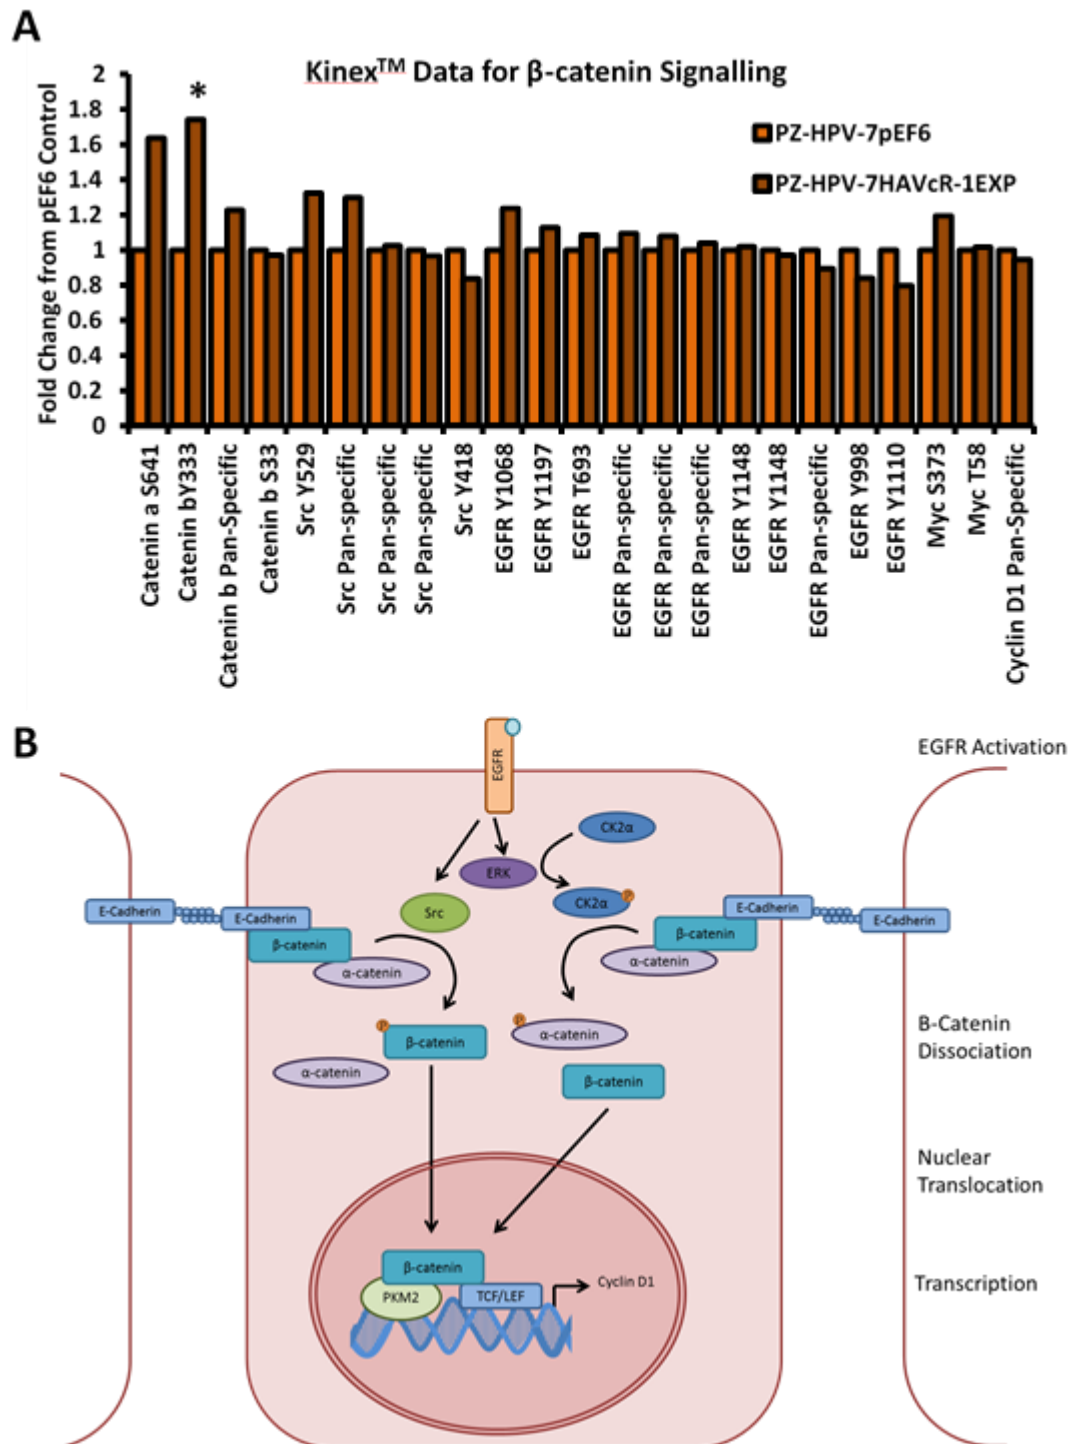 A
Kinex™ Data for β-catenin Signalling
Fold Change from pEF6 Control
2
1.8
1.6
1.4
1.2
1
0.8
0.6
0.4
0.2
0
*
PZ-HPV-7pEF6
PZ-HPV-7HAVcR-1EXP
Catenin a S641
Catenin bY333
Catenin b Pan-Specific
Catenin b S33
Src Y529
Src Pan-specific
Src Pan-specific
Src Pan-specific
Src Y418
EGFR Y1068
EGFR Y1197
EGFR T693
EGFR Pan-specific
EGFR Pan-specific
EGFR Pan-specific
EGFR Y1148
EGFR Y1148
EGFR Pan-specific
EGFR Y998
EGFR Y1110
Myc S373
Myc T58
Cyclin D1 Pan-Specific
B
EGFR
EGFR Activation
CK2α
ERK
CK2α
P
Src
E-Cadherin
E-Cadherin
E-Cadherin
E-Cadherin
β-catenin
α-catenin
β-catenin
α-catenin
P
β-catenin
α-catenin
P
α-catenin
β-catenin
B-Catenin
Dissociation
Nuclear
Translocation
β-catenin
PKM2
TCF/LEF
Cyclin D1
Transcription